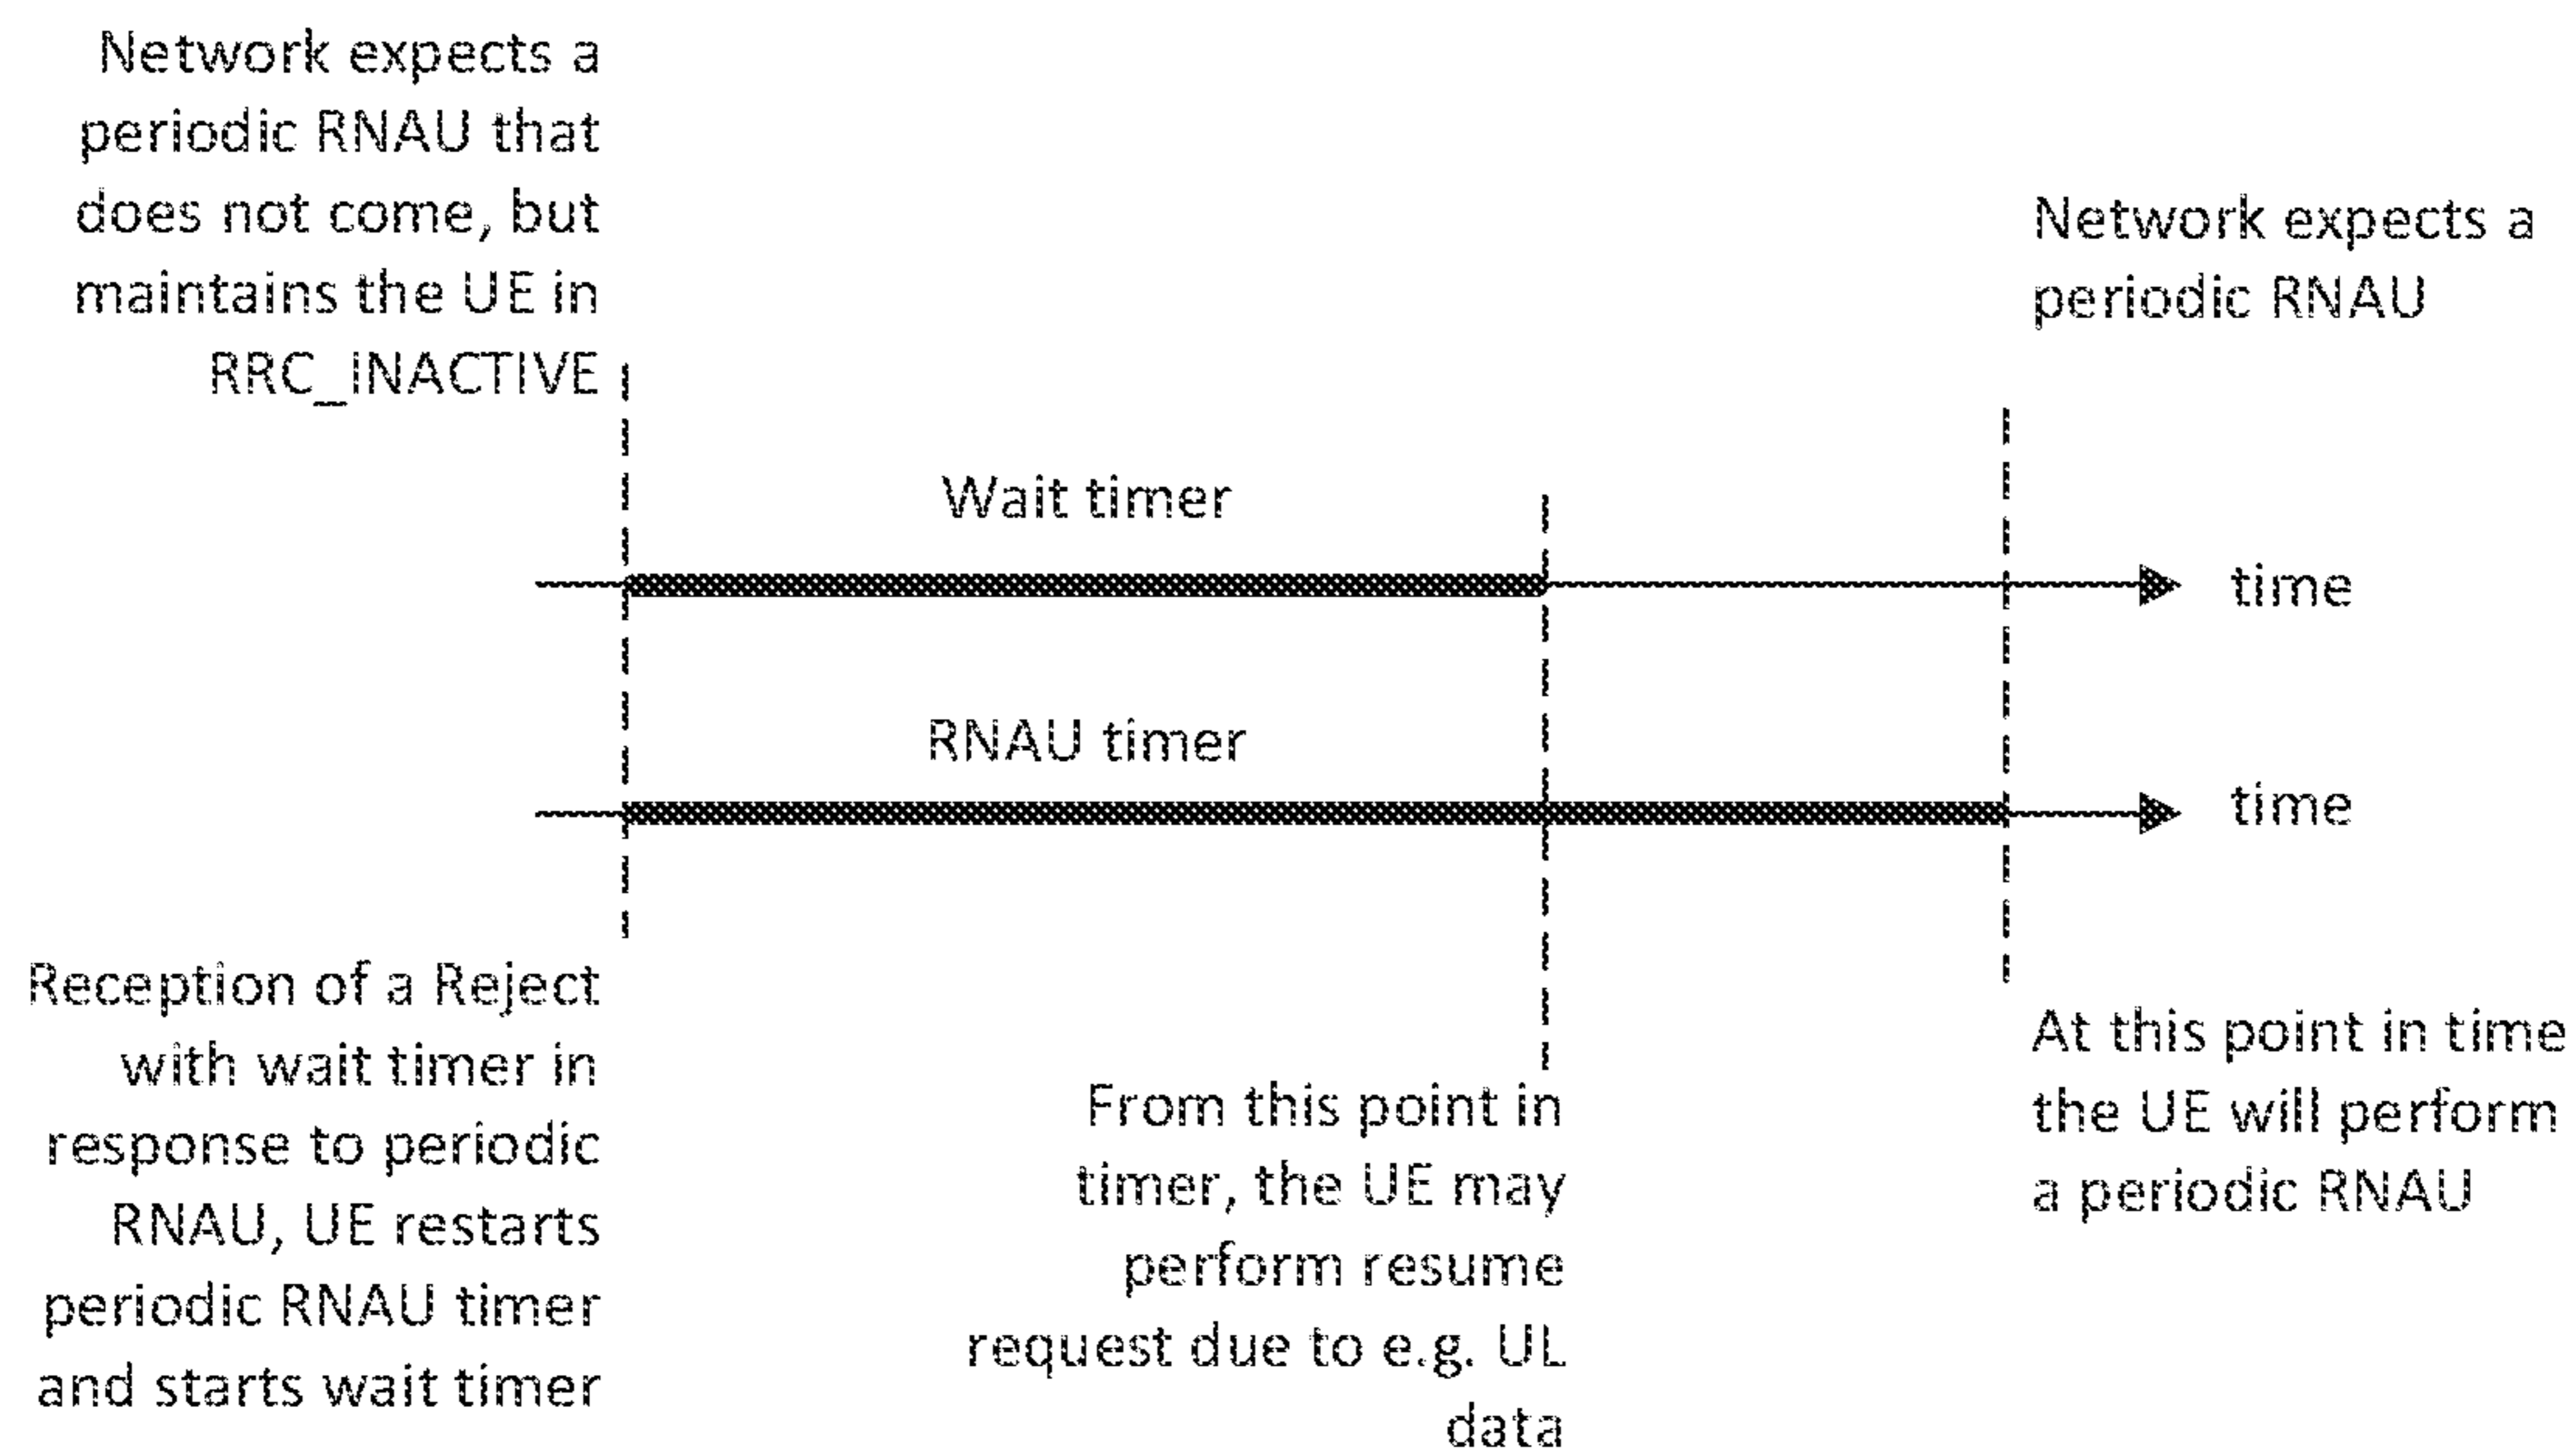 Network expects a
periodic RNAU that
does not come, but
maintains the UE in
RRC_INACTIVE
Network expects a
periodic RNAU
Wait timer
time
RNAU timer
time
Reception of a Reject
with wait timer in
response to periodic
RNAU, UE restarts
periodic RNAU timer
and starts wait timer
From this point in
timer, the UE may
perform resume
request due to e.g. UL
data
At this point in time
the UE will perform
a periodic RNAU